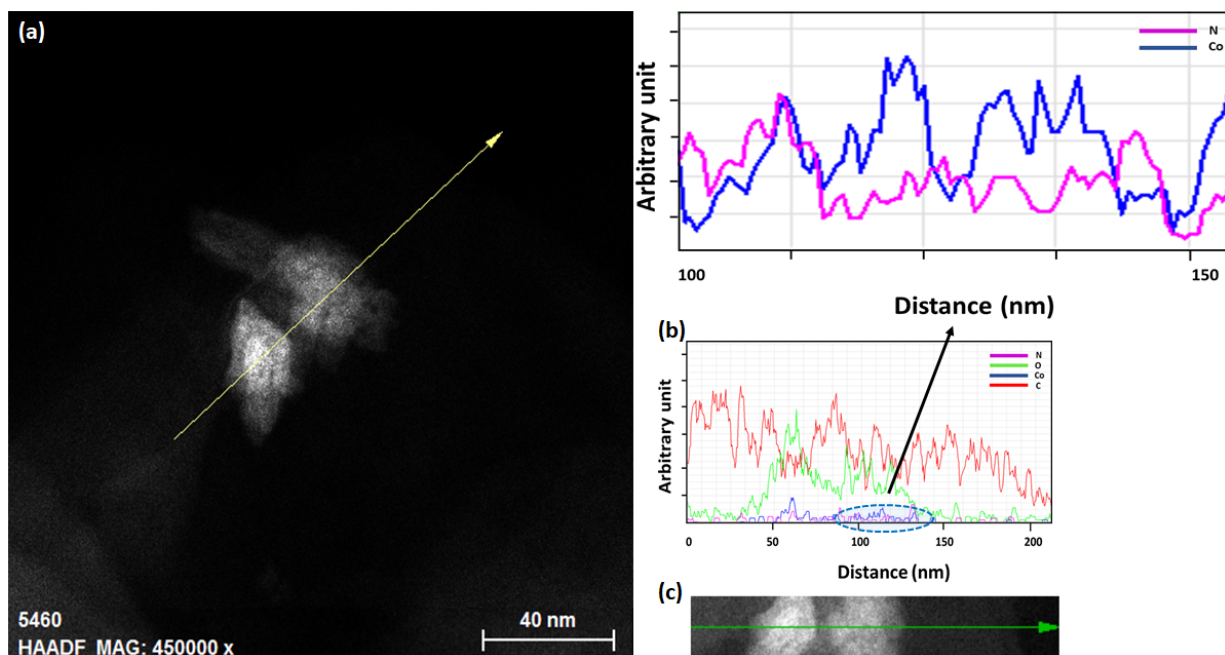 (a)
5460
HAADF MAG: 450000 x
40 nm
N
Co
Arbitrary unit
100
150
Distance (nm)
(b)
N
O
Co
C
Arbitrary unit
0
50
100
150
200
Distance (nm)
(c)